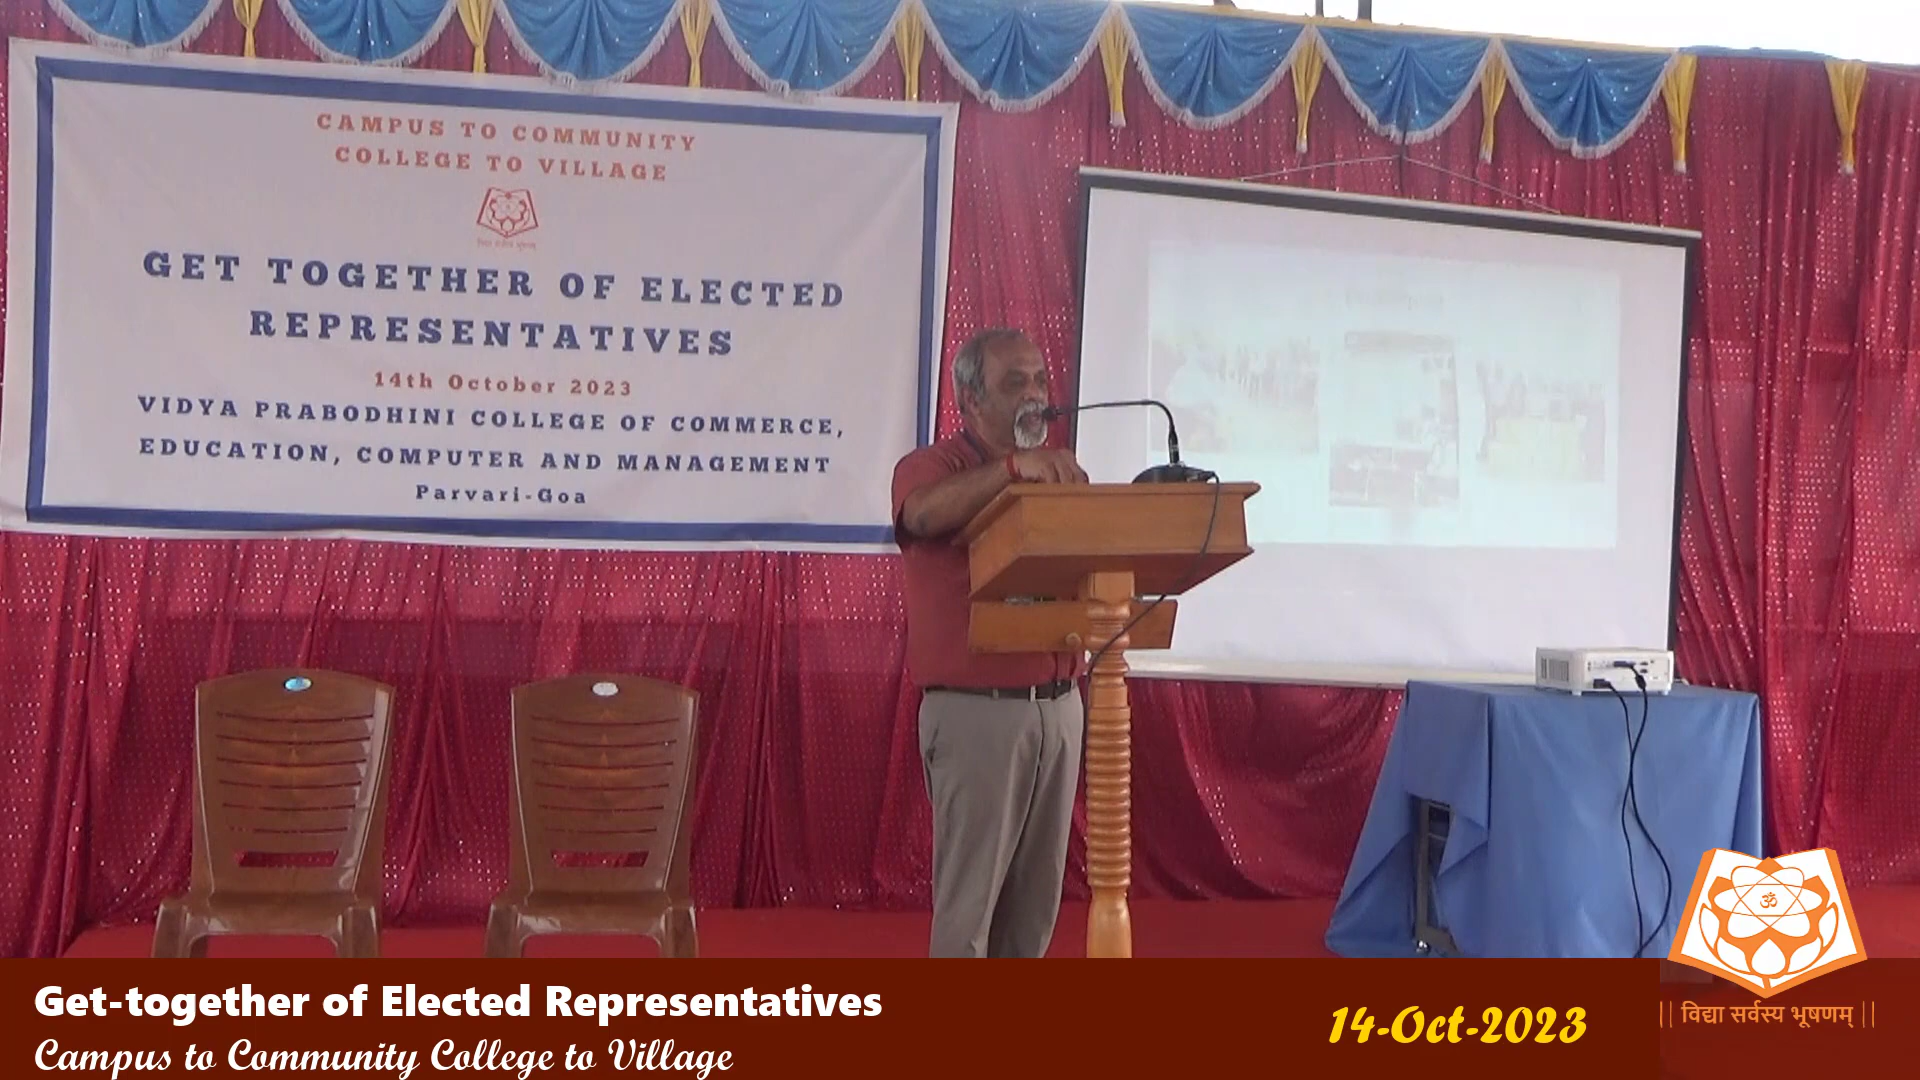 CAMPUS TO COMMUNITY
COLLEGE TO VILLAGE
GET TOGETHER OF ELECTED
REPRESENTATIVES
14th October 2023
VIDYA PRABODHINI COLLEGE OF COMMERCE,
EDUCATION, COMPUTER AND MANAGEMENT
Parvari-Goa
Get-together of Elected Representatives
Campus to Community College to Village
14-Oct-2023
ॐ
|| विद्या सर्वस्य भूषणम् ||